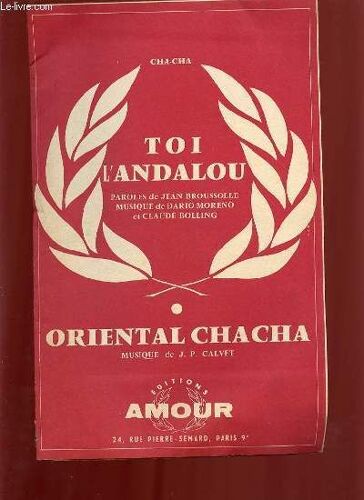 LE-LIVRE.COM
CHA-CHA
TOI
L'ANDALOU
PAROLES de JEAN BROUSSOLLE
MUSIQUE de DARIO MORENO
et CLAUDE BOLLING
ORIENTAL CHACHA
MUSIQUE de J. P. CALVET
EDITIONS
AMOUR
24, RUE PIERRE-SEMARD, PARIS 9e